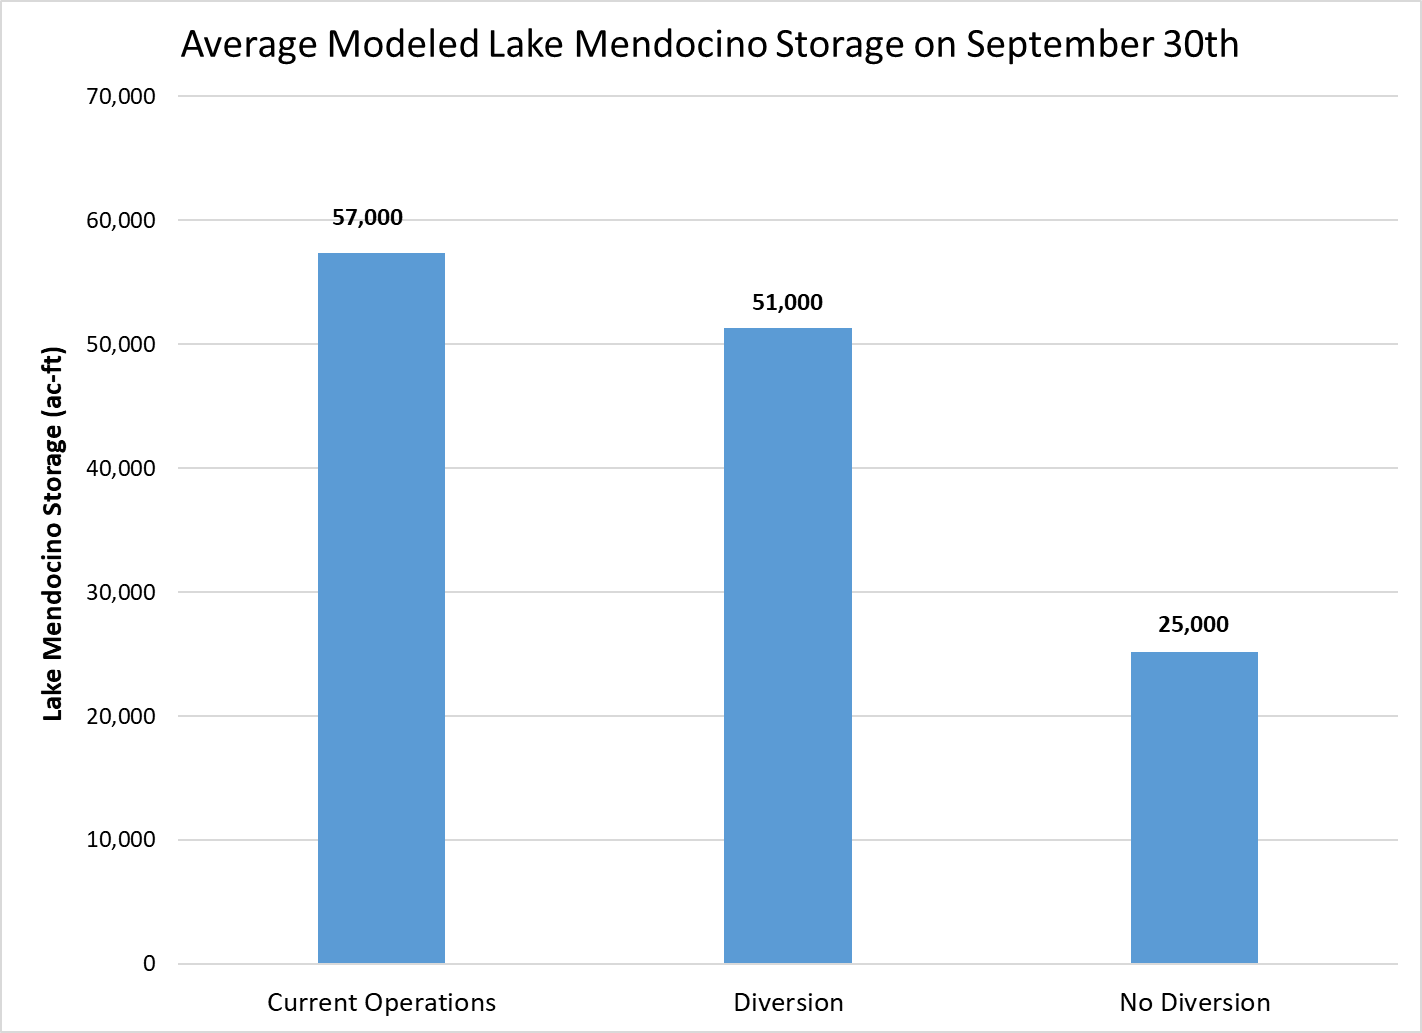 Average Modeled Lake Mendocino Storage on September 30th
Lake Mendocino Storage (ac-ft)
70,000
60,000
50,000
40,000
30,000
20,000
10,000
0
57,000
51,000
25,000
Current Operations
Diversion
No Diversion